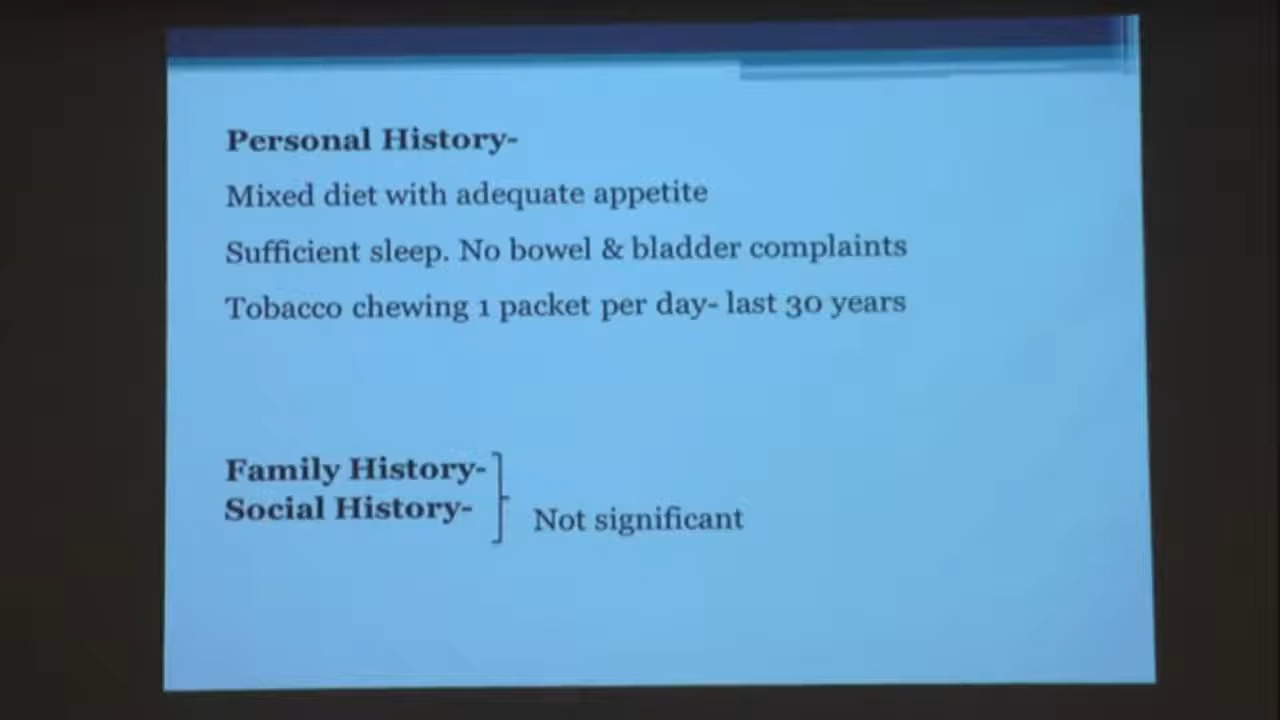 Personal History-
Mixed diet with adequate appetite
Sufficient sleep. No bowel & bladder complaints
Tobacco chewing 1 packet per day- last 30 years
Family History-
Social History-
Not significant